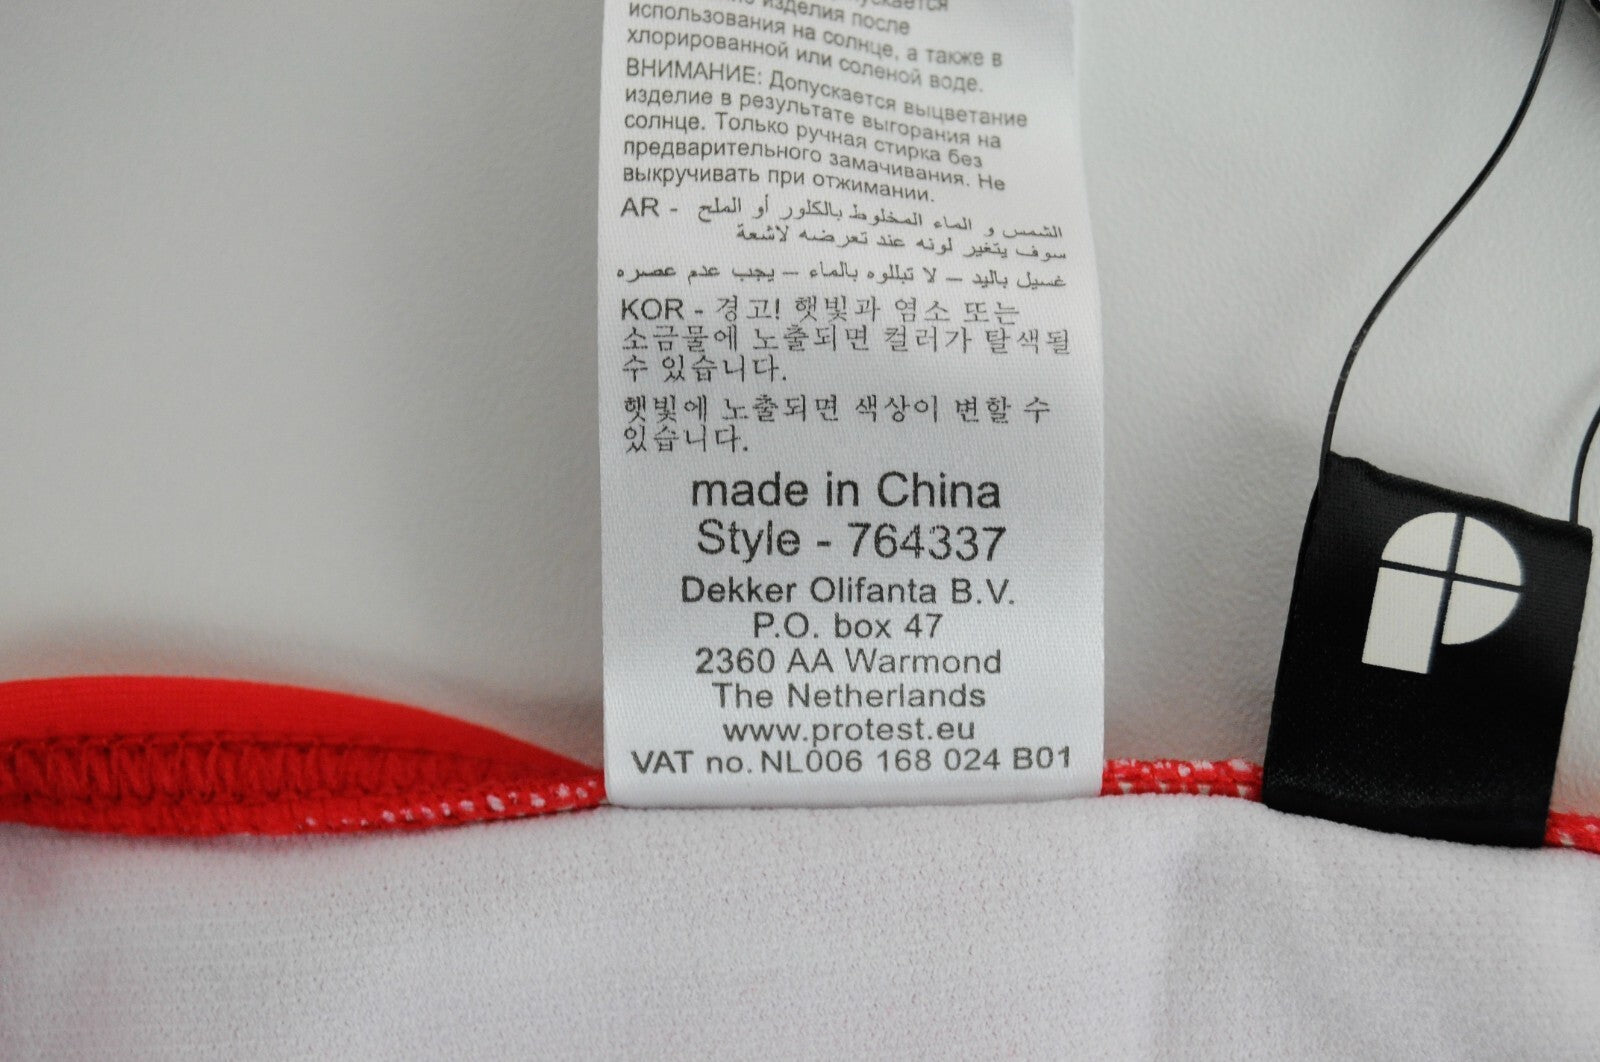 изделия после
использования на солнце, а также в
хлорированной или соленой воде.
ВНИМАНИЕ: Допускается выцветание
изделие в результате выгорания на
солнце. Только ручная стирка без
предварительного замачивания. Не
выкручивать при отжимании.
AR - الشمس و الماء المخلوط بالكلور أو الملح
سوف يتغير لونه عند تعرضه لاشعة
غسيل باليد – لا تبللوه بالماء – يجب عدم عصره
KOR - 경고! 햇빛과 염소 또는
소금물에 노출되면 컬러가 탈색될
수 있습니다.
햇빛에 노출되면 색상이 변할 수
있습니다.
made in China
Style - 764337
Dekker Olifanta B.V.
P.O. box 47
2360 AA Warmond
The Netherlands
www.protest.eu
VAT no. NL006 168 024 B01
P